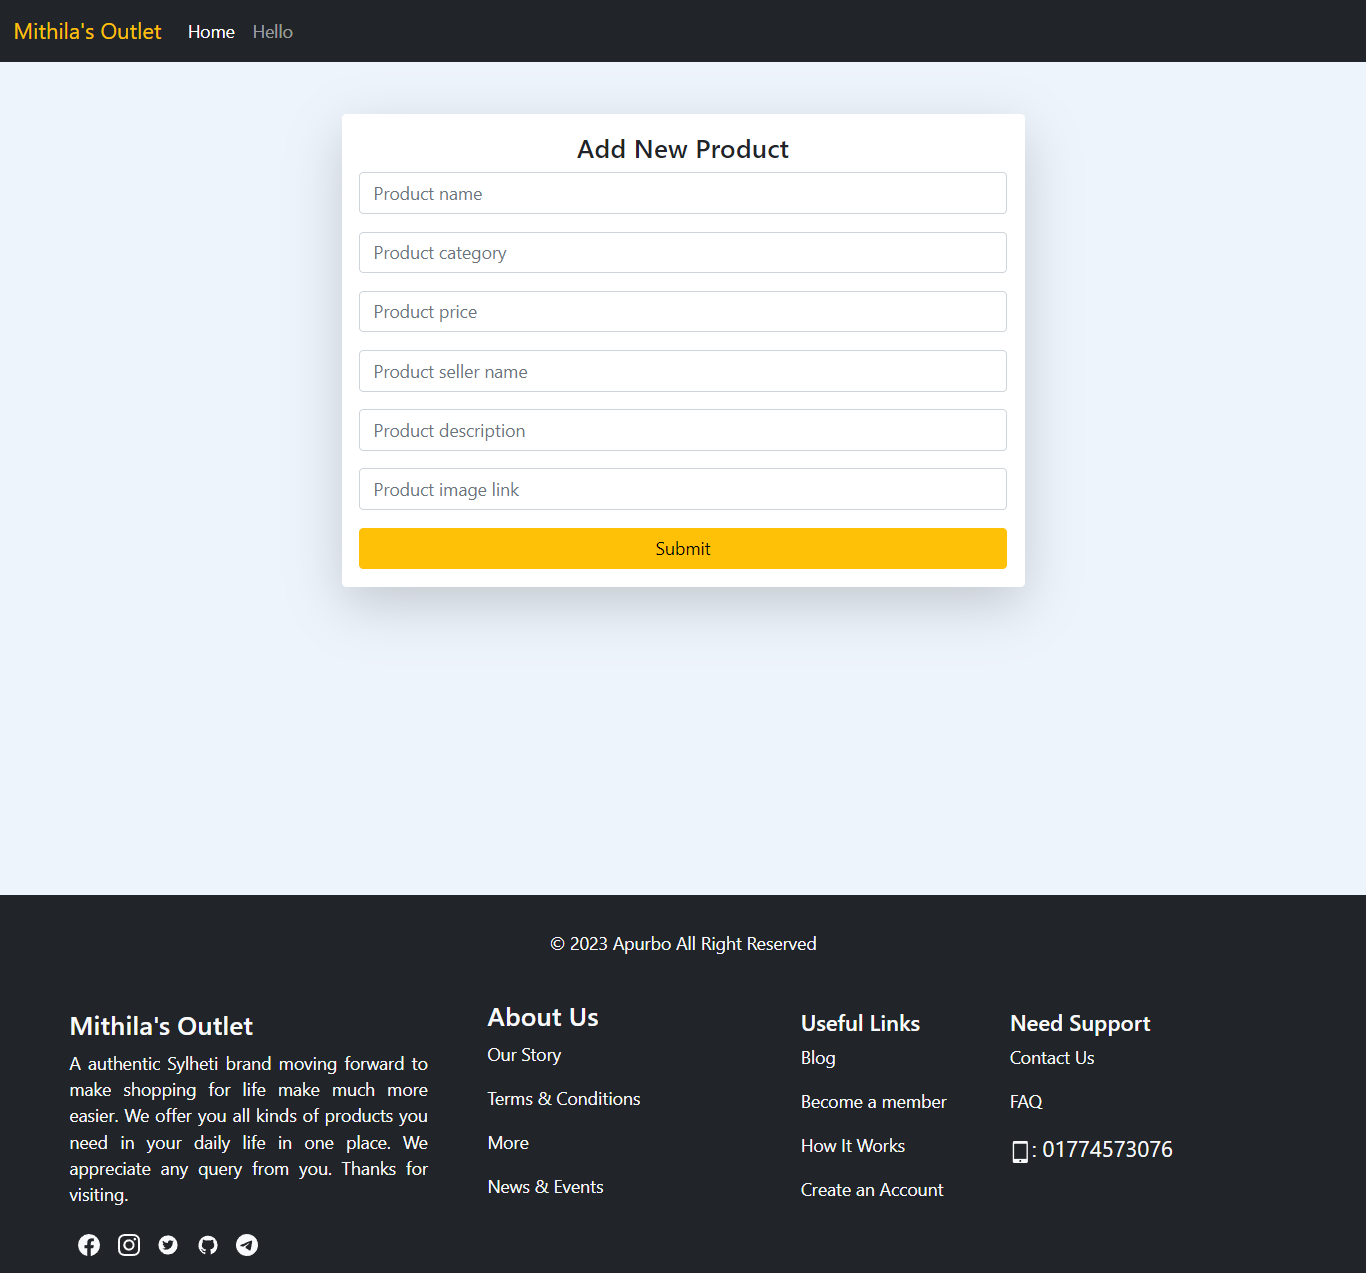 Mithila's Outlet Home Hello
Add New Product
Product name
Product category
Product price
Product seller name
Product description
Product image link
Submit
© 2023 Apurbo All Right Reserved
Mithila's Outlet
A authentic Sylheti brand moving forward to
make shopping for life make much more
easier. We offer you all kinds of products you
need in your daily life in one place. We
appreciate any query from you. Thanks for
visiting.
About Us
Our Story
Terms & Conditions
More
News & Events
Useful Links
Blog
Become a member
How It Works
Create an Account
Need Support
Contact Us
FAQ
: 01774573076